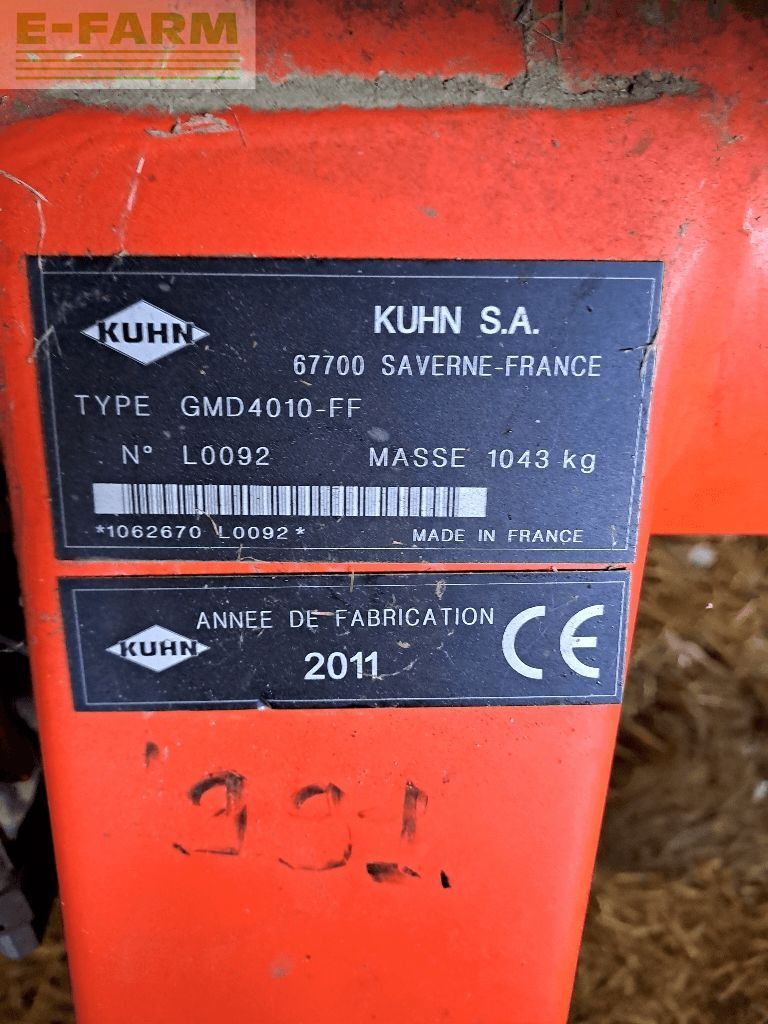 E-FARM
KUHN
KUHN S.A.
67700 SAVERNE-FRANCE
TYPE GMD4010-FF
N° L0092 MASSE 1043 kg
*1062670 L0092*
MADE IN FRANCE
KUHN
ANNEE DE FABRICATION
2011
CE